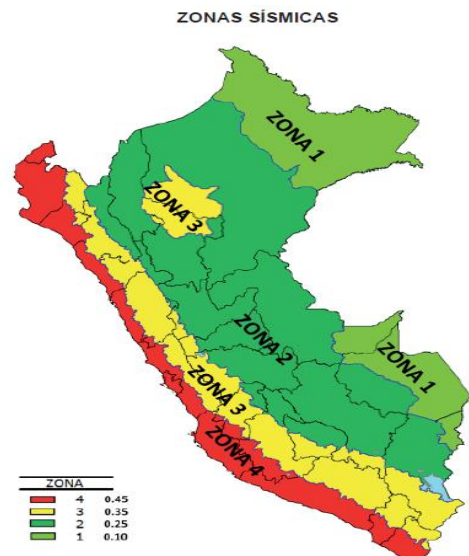 ZONAS SÍSMICAS
ZONA 1
ZONA 3
ZONA 2
ZONA 1
ZONA 3
ZONA 4
ZONA
4 0.45
3 0.35
2 0.25
1 0.10